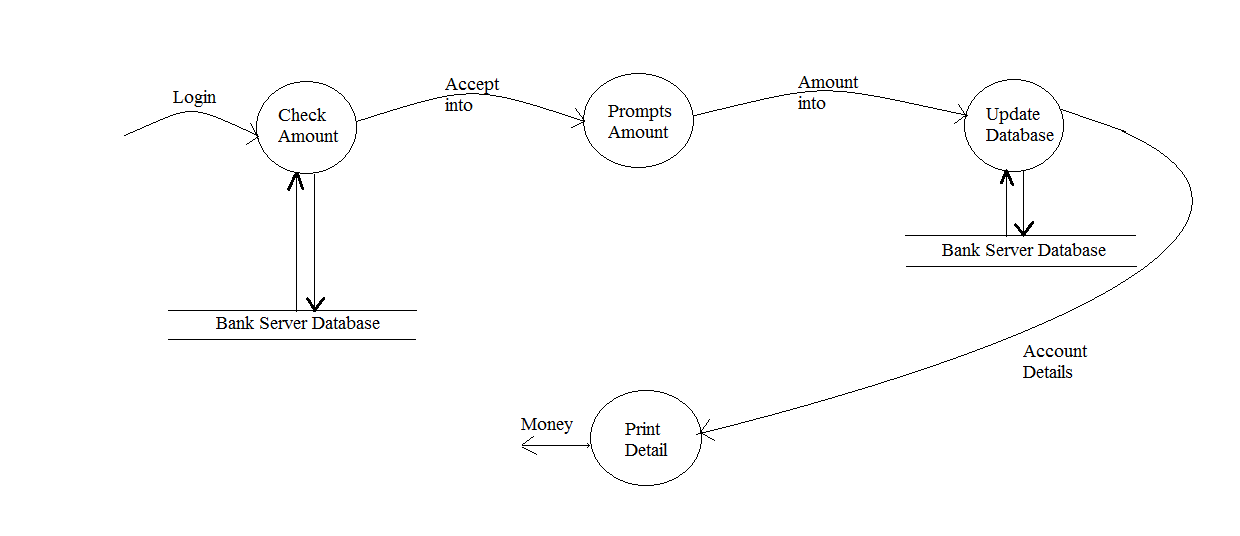 Login
Check
Amount
Accept
into
Prompts
Amount
Amount
into
Update
Database
Bank Server Database
Bank Server Database
Account
Details
Print
Detail
Money